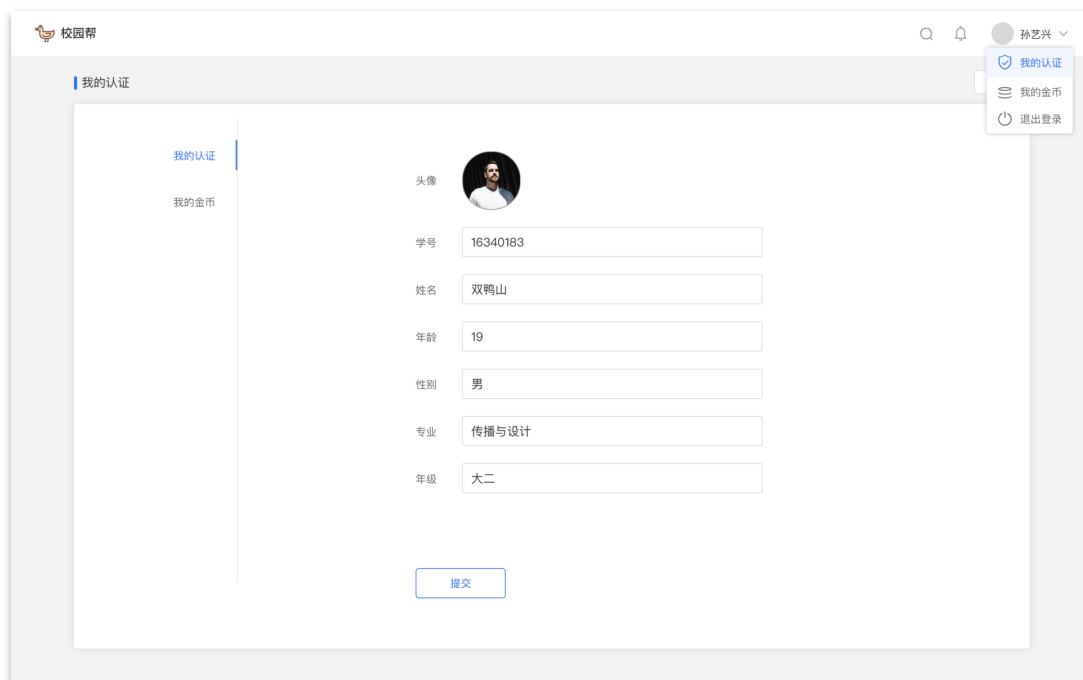 校园帮
孙艺兴
我的认证
我的金币
退出登录
我的认证
我的认证
我的金币
头像
学号 16340183
姓名 双鸭山
年龄 19
性别 男
专业 传播与设计
年级 大二
提交